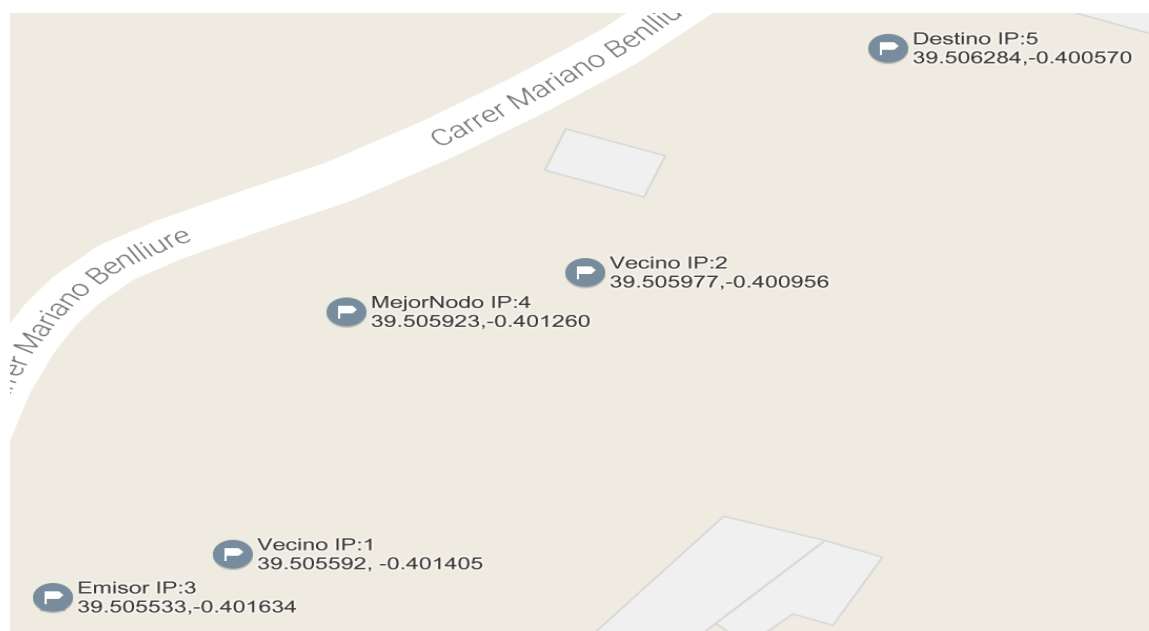 Carrer Mariano Benlliu
Destino IP:5
39.506284,-0.400570
rer Mariano Benlliure
Vecino IP:2
39.505977,-0.400956
MejorNodo IP:4
39.505923,-0.401260
Vecino IP:1
39.505592, -0.401405
Emisor IP:3
39.505533,-0.401634